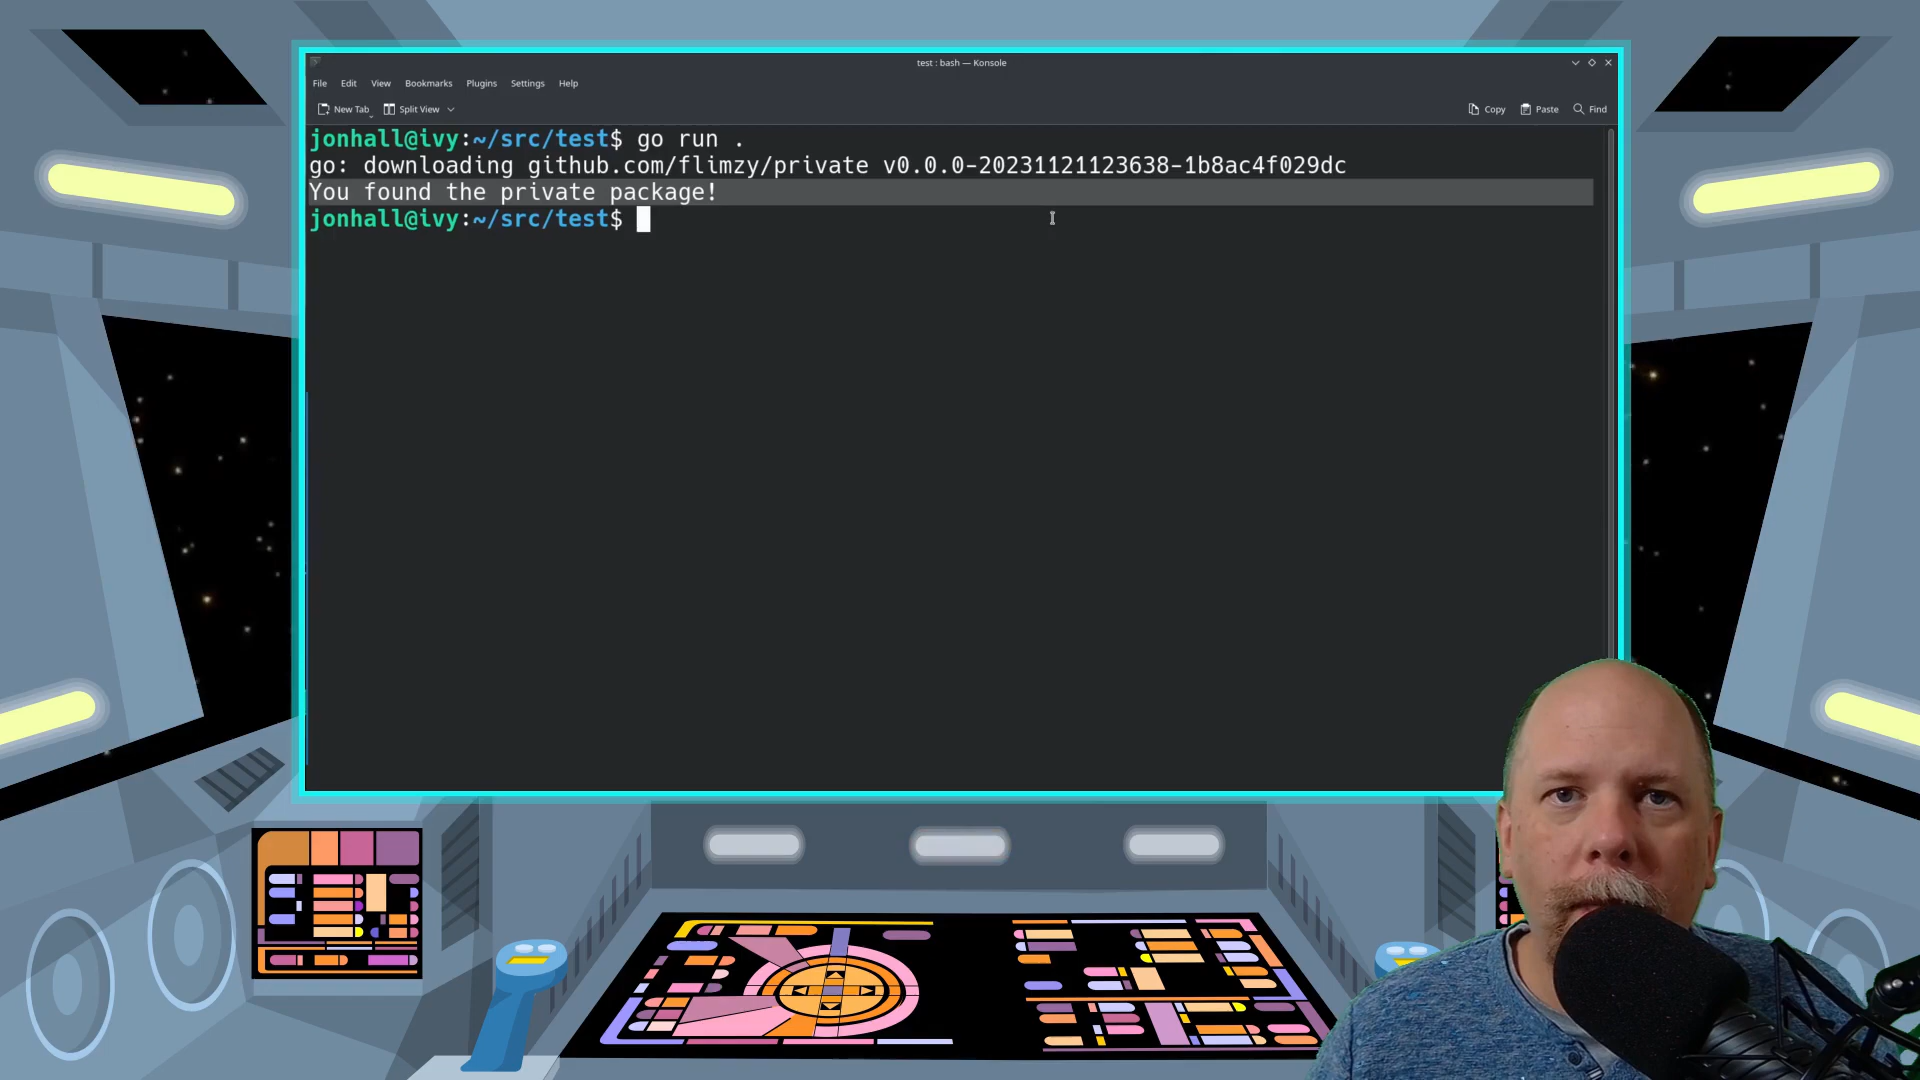 test : bash — Konsole
File Edit View Bookmarks Plugins Settings Help
New Tab Split View Copy Paste Find
jonhall@ivy:~/src/test$ go run .
go: downloading github.com/flimzy/private v0.0.0-20231121123638-1b8ac4f029dc
You found the private package!
jonhall@ivy:~/src/test$